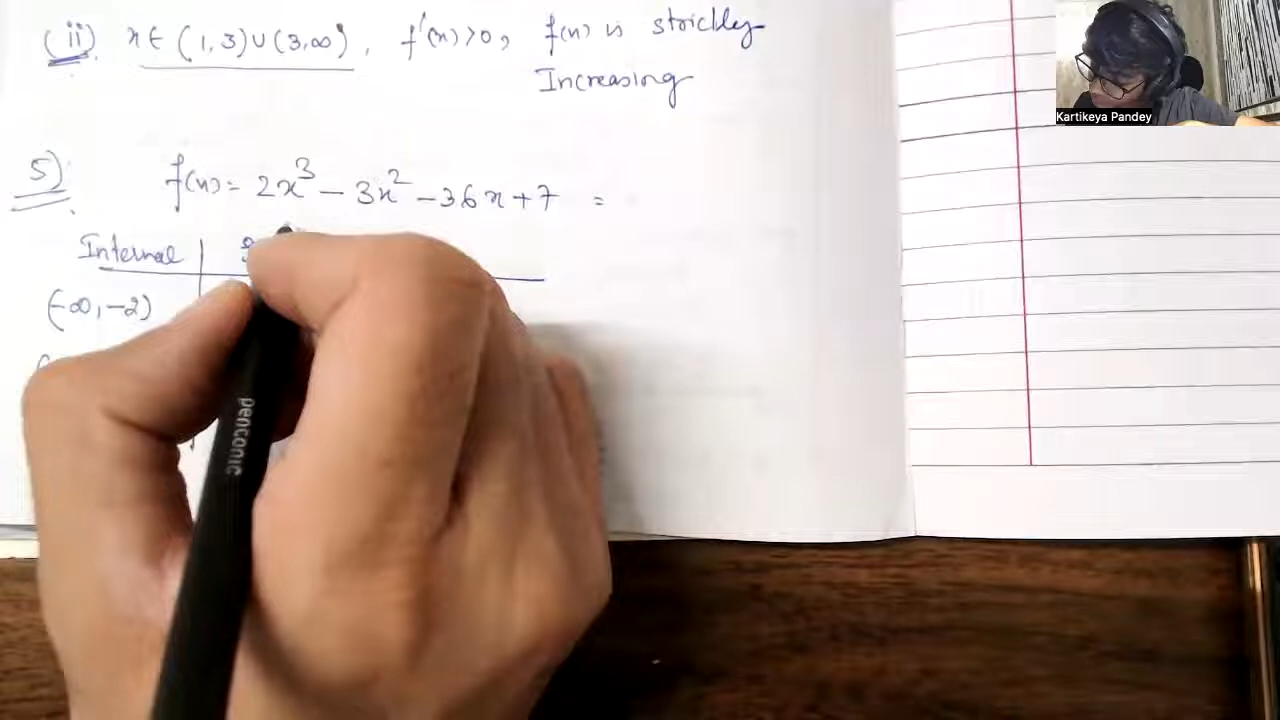 (ii). x ∈ (1,3)∪(3,∞), f'(x)>0, f(x) is strictly
Increasing
5). f(x)= 2x³ - 3x² - 36x + 7 =
Interval
(-∞, -2)
penconic
Kartikeya Pandey